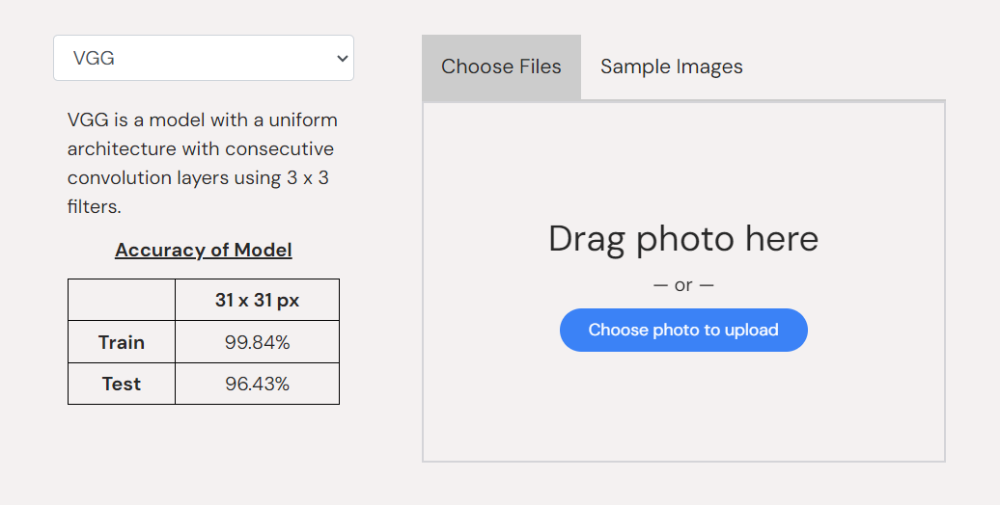 VGG
VGG is a model with a uniform
architecture with consecutive
convolution layers using 3 x 3
filters.
Accuracy of Model
31 x 31 px
Train 99.84%
Test 96.43%
Choose Files Sample Images
Drag photo here
— or —
Choose photo to upload